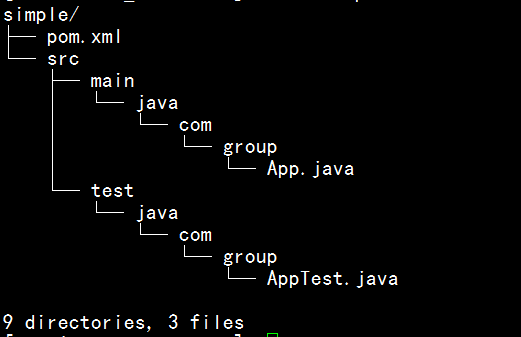 simple/
├── pom.xml
└── src
    ├── main
    │   └── java
    │       └── com
    │           └── group
    │               └── App.java
    └── test
        └── java
            └── com
                └── group
                    └── AppTest.java
9 directories, 3 files